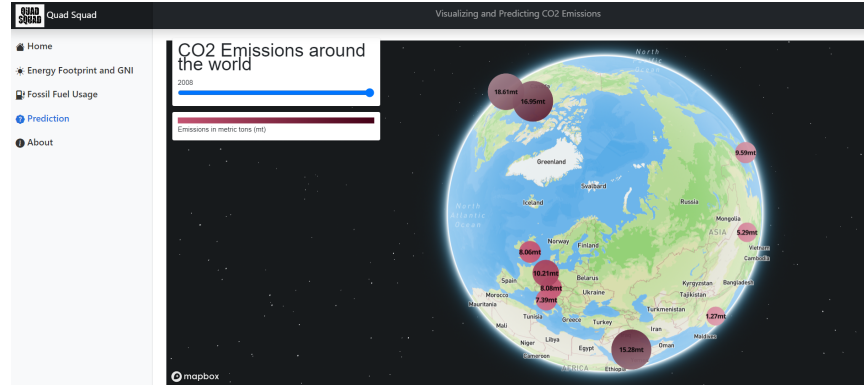 QUAD
SQUAD
Quad Squad
Visualizing and Predicting CO2 Emissions
Home
Energy Footprint and GNI
Fossil Fuel Usage
Prediction
About
CO2 Emissions around
the world
2008
Emissions in metric tons (mt)
North
18.61mt
16.95mt
Greenland
9.59mt
Svalbard
Iceland
Russia
North
Atlantic
Ocean
Mongolia
ASIA
5.29mt
Norway
Finland
8.06mt
Vietnam
Cambodia
10.21mt
Belarus
Spain
8.08mt
Ukraine
Kyrgyzstan
Bangladesh
Morocco
7.39mt
Tajikistan
Mauritania
Turkmenistan
Tunisia
Greece
Turkey
1.27mt
Mali
Iran
Maldives
Niger
Libya
Egypt
15.28mt
Oman
Cameroon
AFRICA
Ethiopia
mapbox